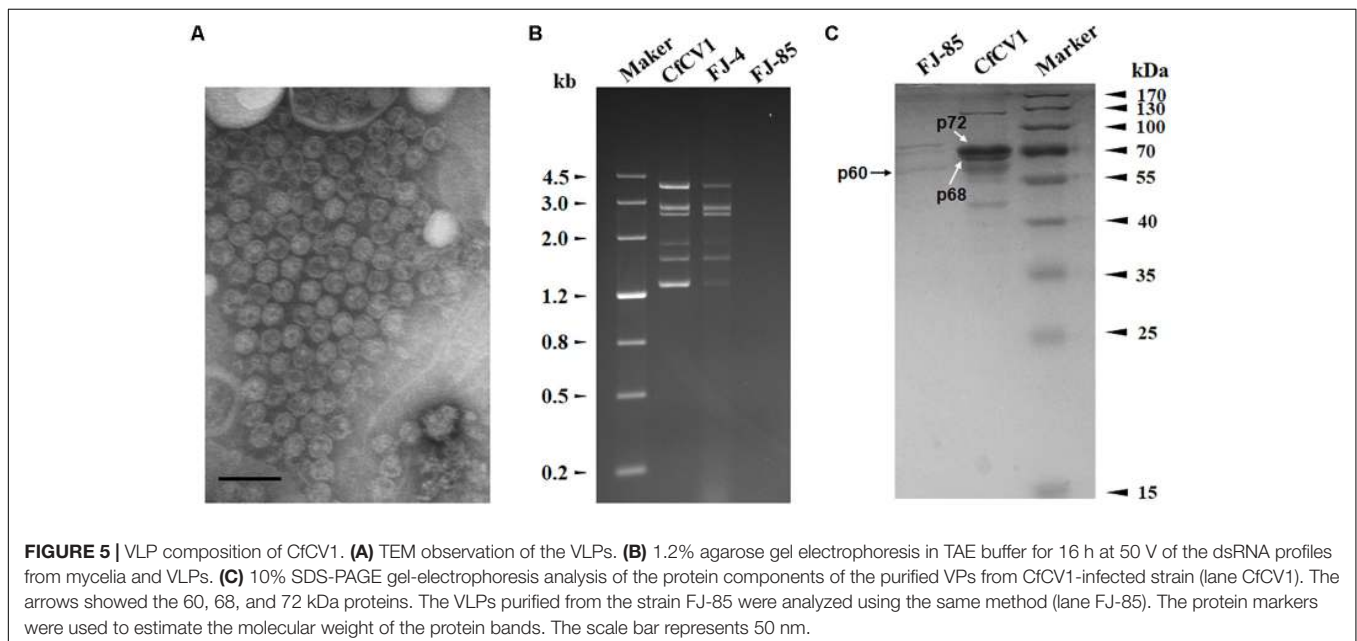 A
B
C
kb
Maker
CfCV1
FJ-4
FJ-85
4.5
3.0
2.0
1.2
0.8
0.5
0.2
FJ-85
CfCV1
Marker
kDa
p72
p60
p68
170
130
100
70
55
40
35
25
15
FIGURE 5 | VLP composition of CfCV1. (A) TEM observation of the VLPs. (B) 1.2% agarose gel electrophoresis in TAE buffer for 16 h at 50 V of the dsRNA profiles
from mycelia and VLPs. (C) 10% SDS-PAGE gel-electrophoresis analysis of the protein components of the purified VPs from CfCV1-infected strain (lane CfCV1). The
arrows showed the 60, 68, and 72 kDa proteins. The VLPs purified from the strain FJ-85 were analyzed using the same method (lane FJ-85). The protein markers
were used to estimate the molecular weight of the protein bands. The scale bar represents 50 nm.